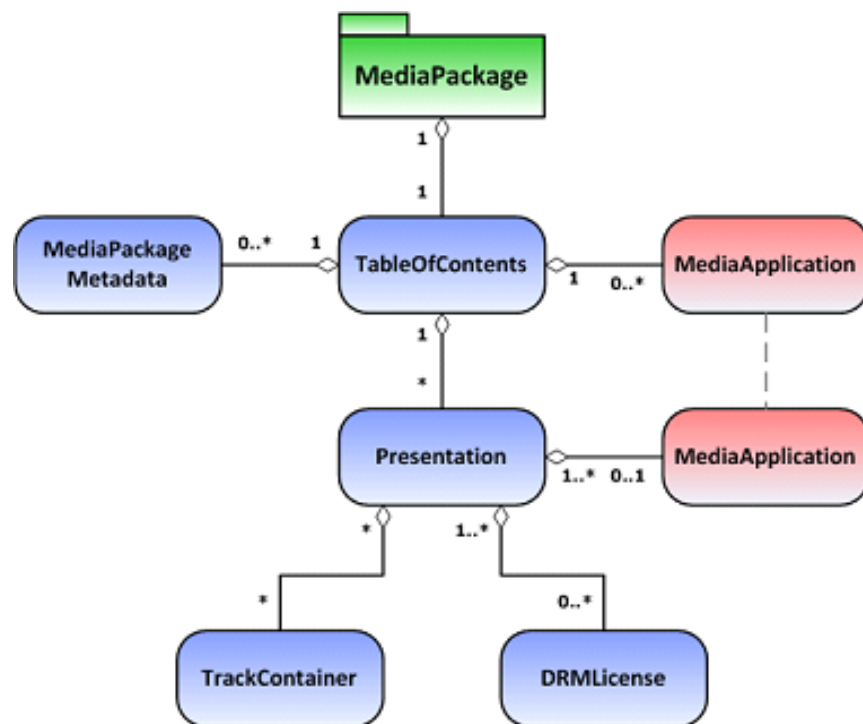 MediaPackage
1
1
0..*
1
MediaPackage
Metadata
TableOfContents
MediaApplication
1
0..*
1
*
Presentation
MediaApplication
1..*
0..1
*
1..*
*
0..*
TrackContainer
DRMLicense